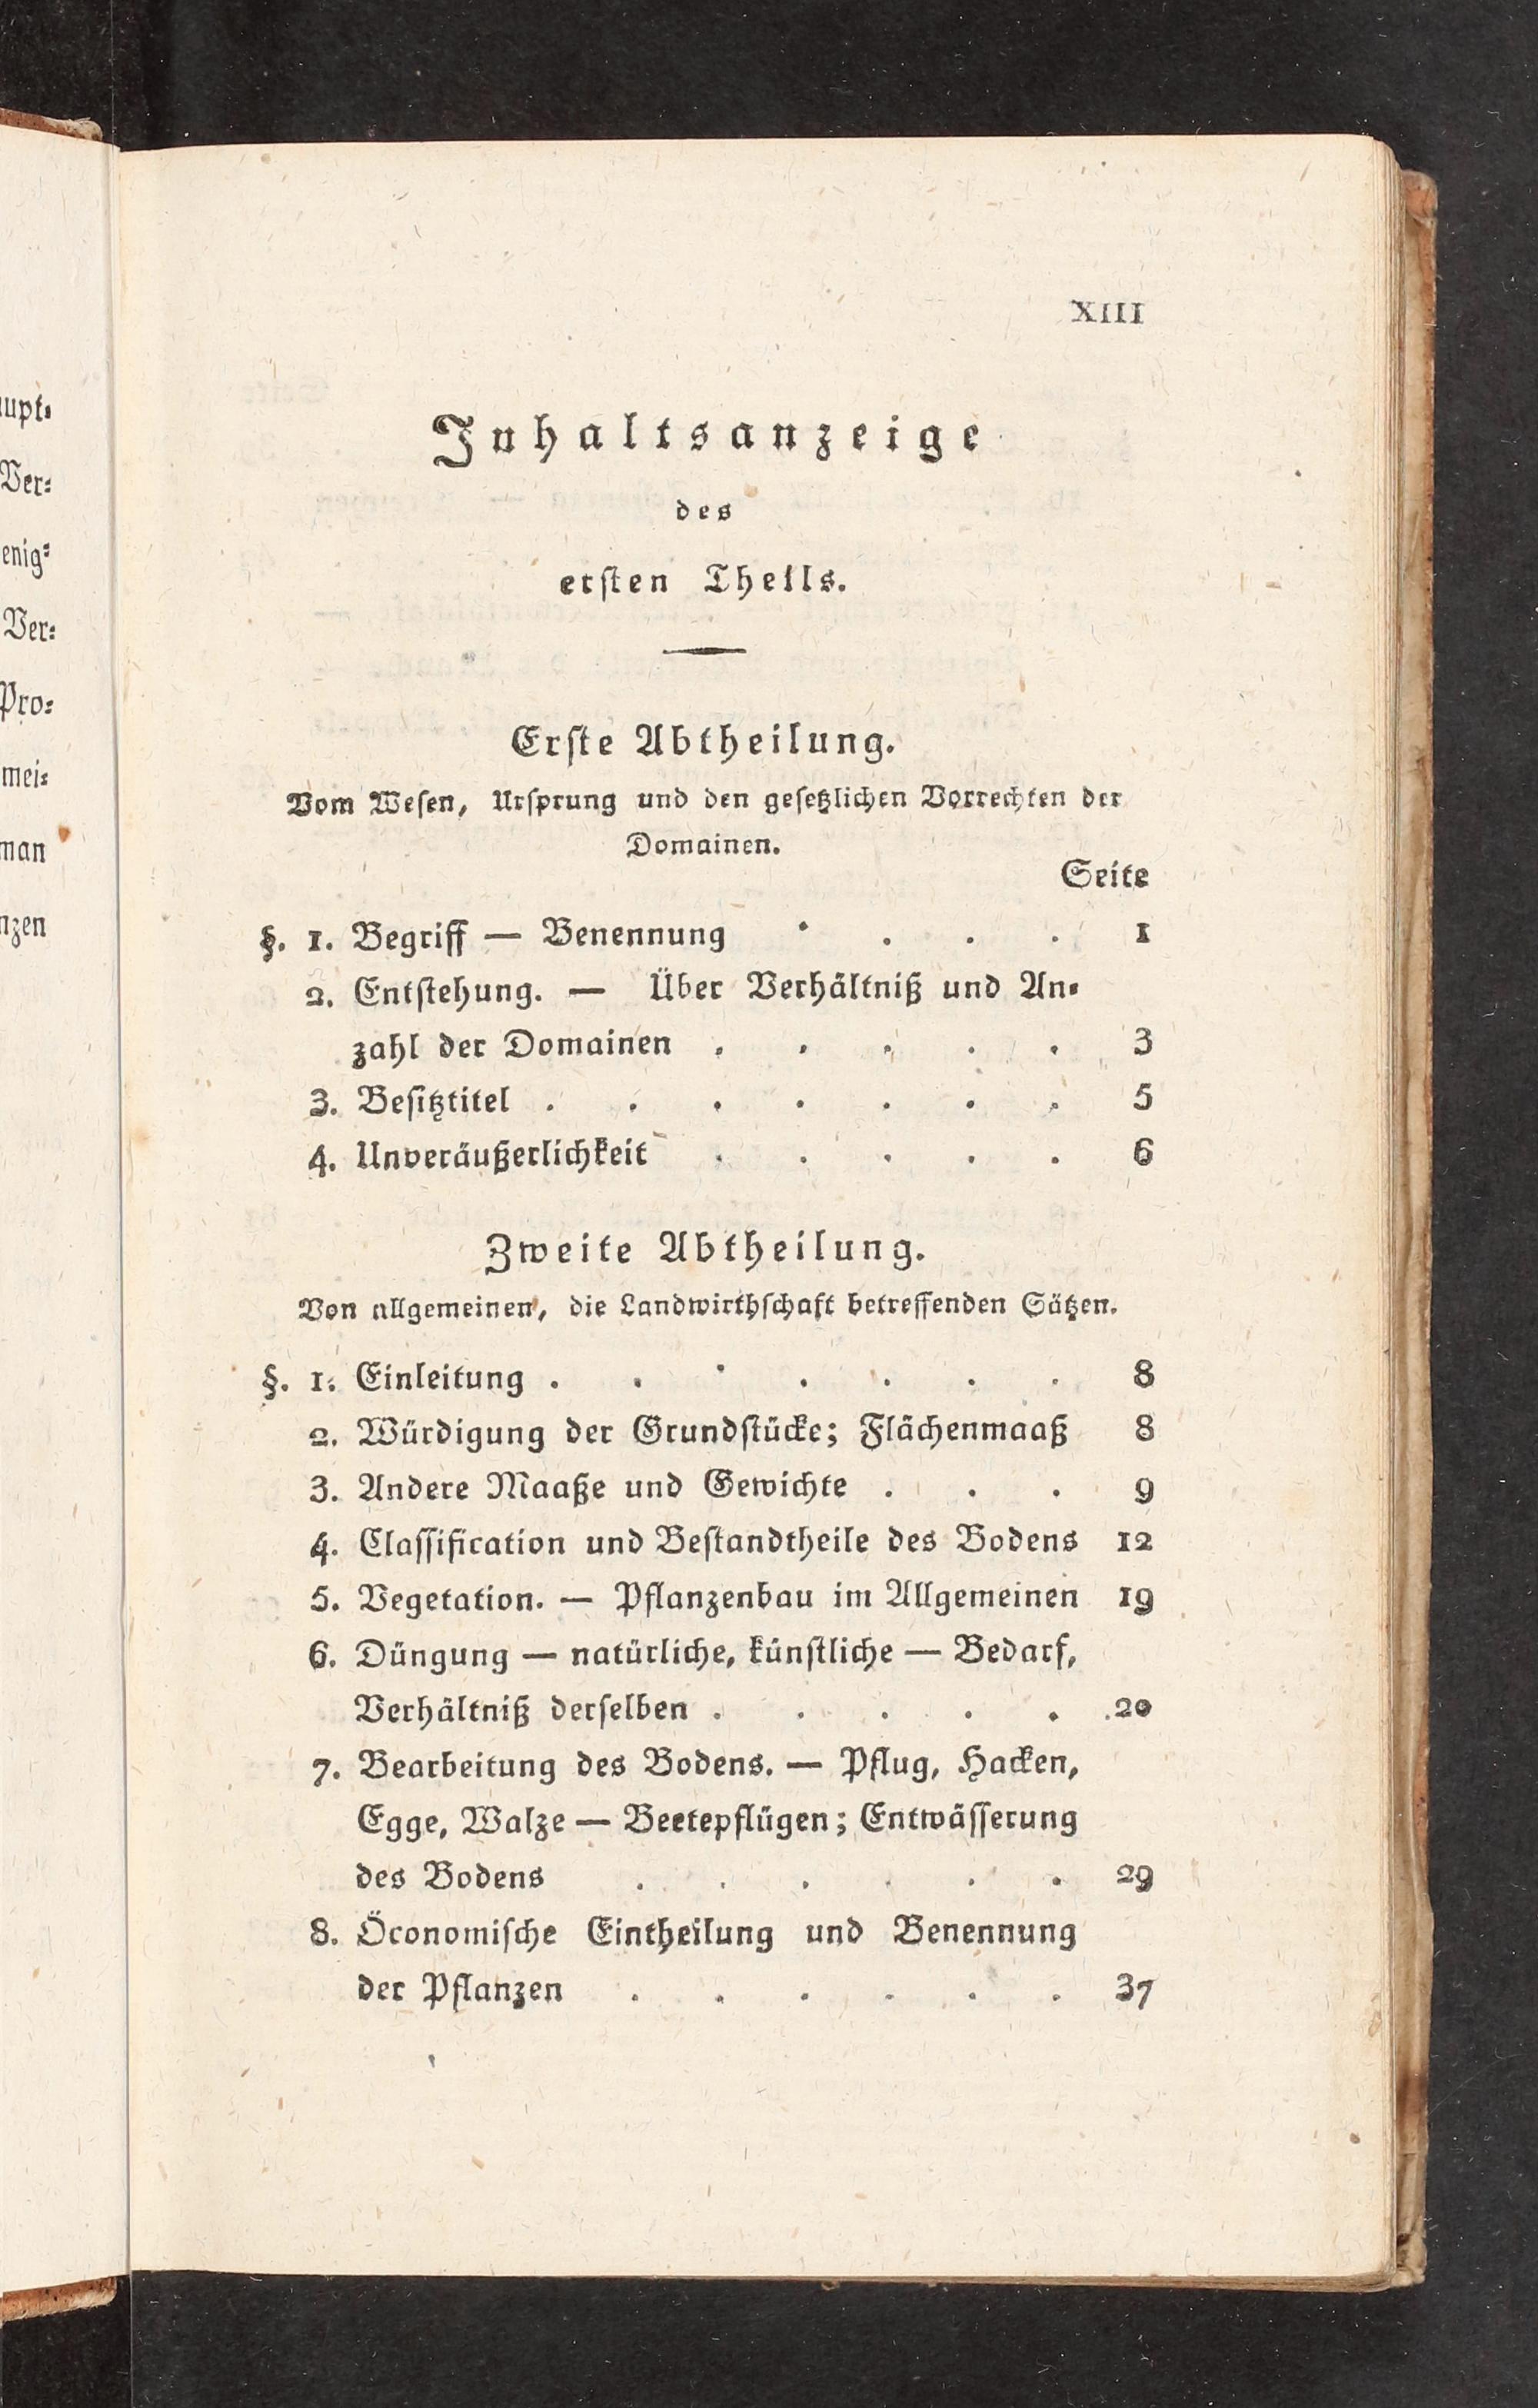 XIII
Inhaltsanzeige
des
ersten Theils.
Erste Abtheilung.
Vom Wesen, Ursprung und den gesetzlichen Vorrechten der
Domainen.
Seite
§. 1. Begriff — Benennung . . . . 1
2. Entstehung. — Über Verhältniß und An-
zahl der Domainen . . . . . 3
3. Besitztitel . . . . . . . 5
4. Unveräußerlichkeit . . . . . 6
Zweite Abtheilung.
Von allgemeinen, die Landwirthschaft betreffenden Sätzen.
§. 1. Einleitung . . . . . . . 8
2. Würdigung der Grundstücke; Flächenmaaß 8
3. Andere Maaße und Gewichte . . . 9
4. Classification und Bestandtheile des Bodens 12
5. Vegetation. — Pflanzenbau im Allgemeinen 19
6. Düngung — natürliche, künstliche — Bedarf,
Verhältniß derselben . . . . . 20
7. Bearbeitung des Bodens. — Pflug, Hacken,
Egge, Walze — Beetepflügen; Entwässerung
des Bodens . . . . . . 29
8. Öconomische Eintheilung und Benennung
der Pflanzen . . . . . . 37